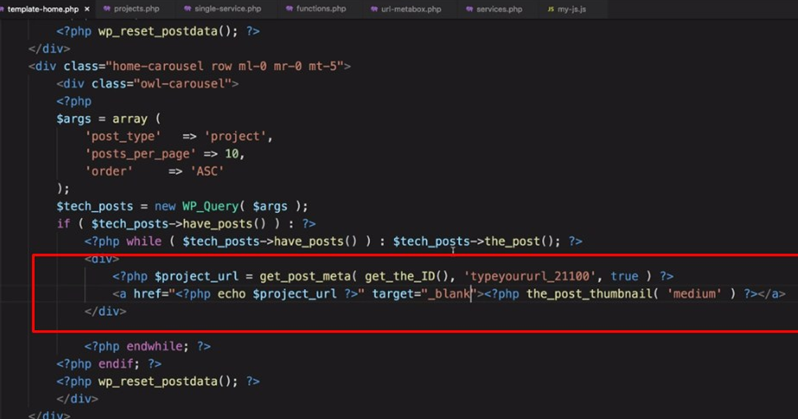 template-home.php × projects.php single-service.php functions.php url-metabox.php services.php JS my-js.js
<?php wp_reset_postdata(); ?>
</div>
<div class="home-carousel row ml-0 mr-0 mt-5">
<div class="owl-carousel">
<?php
$args = array (
'post_type' => 'project',
'posts_per_page' => 10,
'order' => 'ASC'
);
$tech_posts = new WP_Query( $args );
if ( $tech_posts->have_posts() ) : ?>
<?php while ( $tech_posts->have_posts() ) : $tech_posts->the_post(); ?>
<div>
<?php $project_url = get_post_meta( get_the_ID(), 'typeyoururl_21100', true ) ?>
<a href="<?php echo $project_url ?>" target="_blank"><?php the_post_thumbnail( 'medium' ) ?></a>
</div>
<?php endwhile; ?>
<?php endif; ?>
<?php wp_reset_postdata(); ?>
</div>
</div>